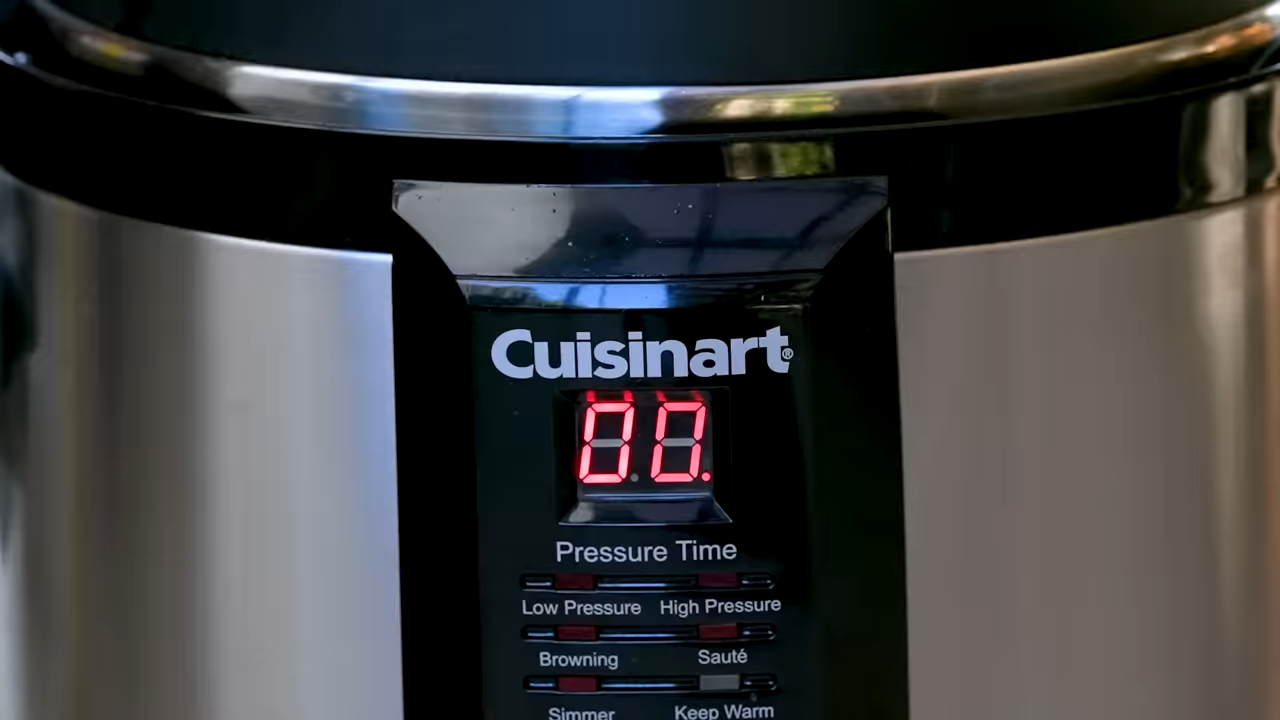 Cuisinart®
00.
Pressure Time
Low Pressure High Pressure
Browning Sauté
Simmer Keep Warm